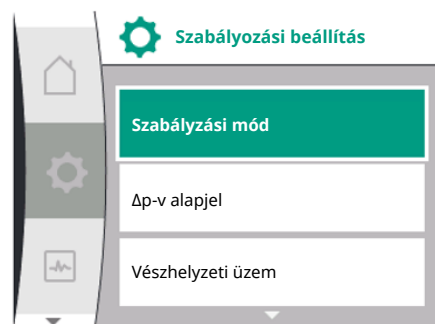 Szabályozási beállítás
Szabályzási mód
Δp-v alapjel
Vészhelyzeti üzem